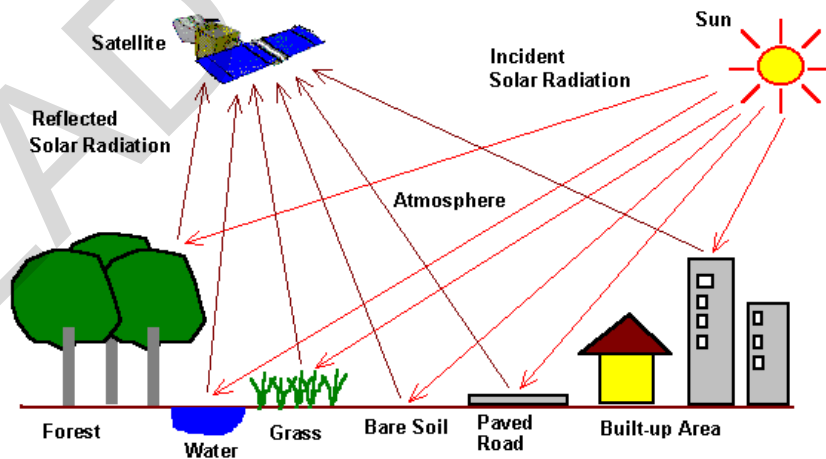 Satellite
Sun
Incident
Solar Radiation
Reflected
Solar Radiation
Atmosphere
Forest
Water
Grass
Bare Soil
Paved
Road
Built-up Area